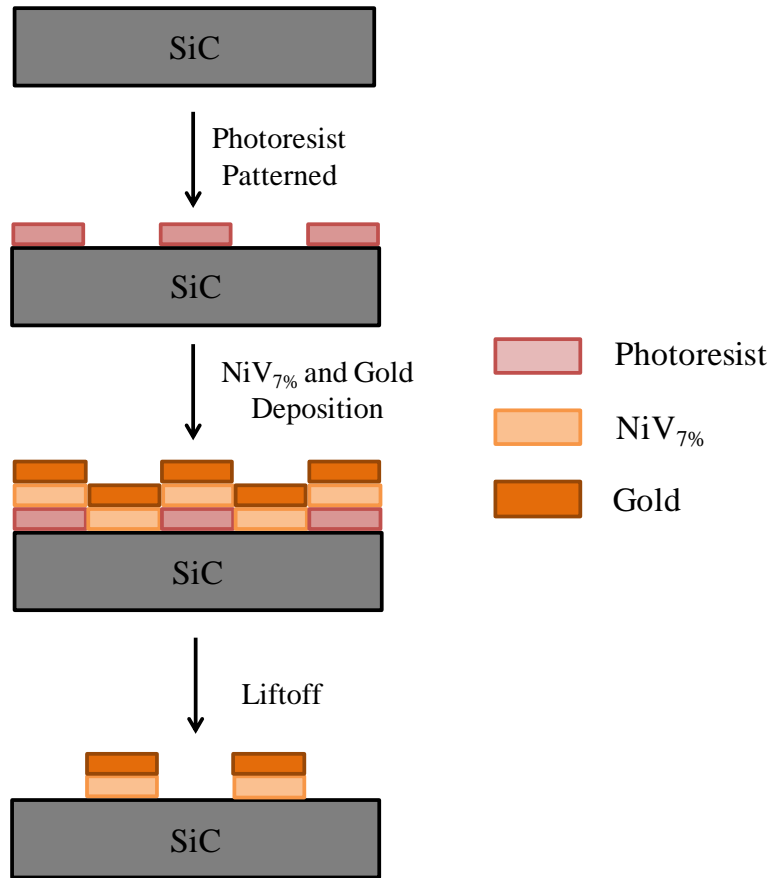 SiC
Photoresist
Patterned
SiC
NiV7% and Gold
Deposition
Photoresist
NiV7%
Gold
SiC
Liftoff
SiC